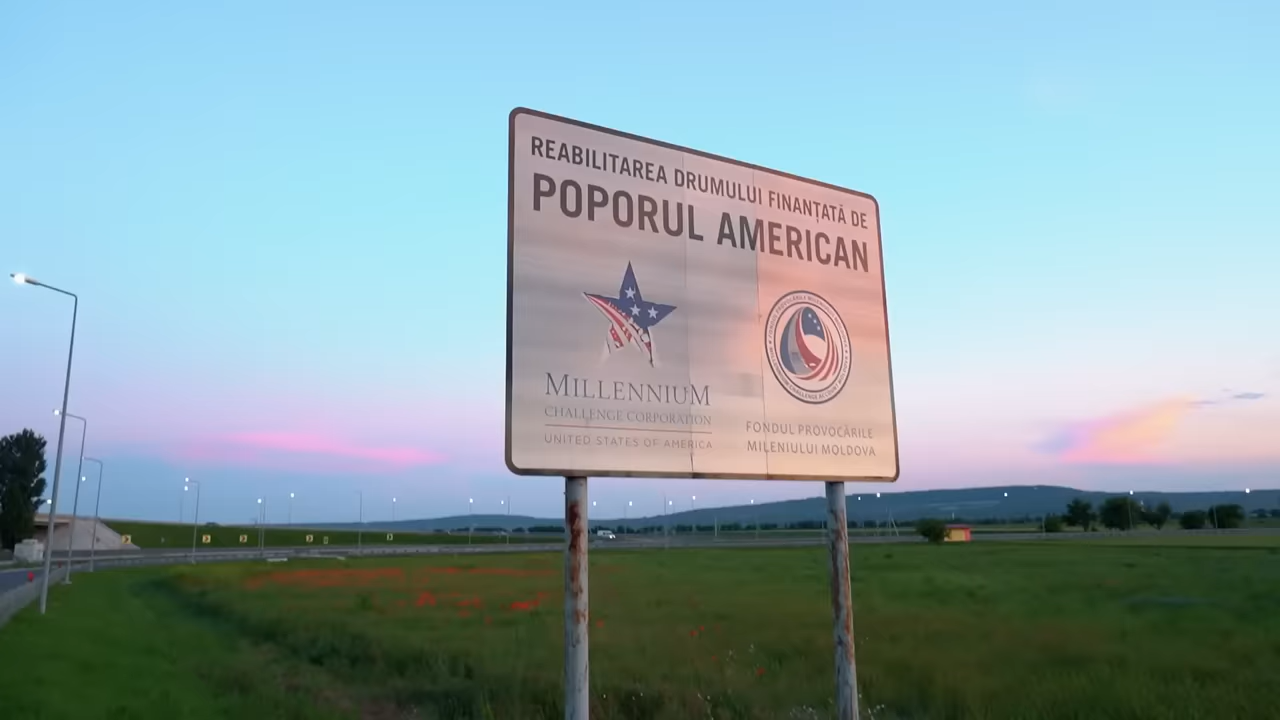 REABILITAREA DRUMULUI FINANȚATĂ DE
POPORUL AMERICAN
MILLENNIUM
CHALLENGE CORPORATION
UNITED STATES OF AMERICA
FONDUL PROVOCĂRILE
MILENIULUI MOLDOVA